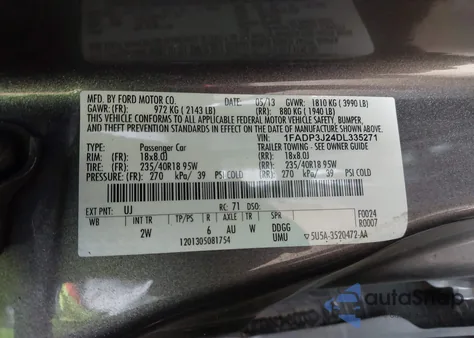 MFD. BY FORD MOTOR CO.
DATE: 05/13 GVWR: 1810 KG ( 3990 LB)
GAWR: (FR) 972 KG ( 2143 LB) (RR) 880 KG ( 1940 LB)
THIS VEHICLE CONFORMS TO ALL APPLICABLE FEDERAL MOTOR VEHICLE SAFETY, BUMPER,
AND THEFT PREVENTION STANDARDS IN EFFECT ON THE DATE OF MANUFACTURE SHOWN ABOVE.
VIN: 1FADP3J24DL335271
TYPE: Passenger Car TRAILER TOWING - SEE OWNER GUIDE
RIM: (FR) 18x8.0J (RR) 18x8.0J
TIRE: (FR) 235/40R18 95W (RR) 235/40R18 95W
PRESSURE: (FR) 270 kPa/ 39 PSI (RR) 270 kPa/ 39 PSI
EXT PNT: UJ RC: 71 DSO:
WB INT TR TP/PS R AXLE TR SPR F0024
2W 6 AU W DDGG R0007
1201305081754 UMU 5U5A-3520472-AA
autoShop